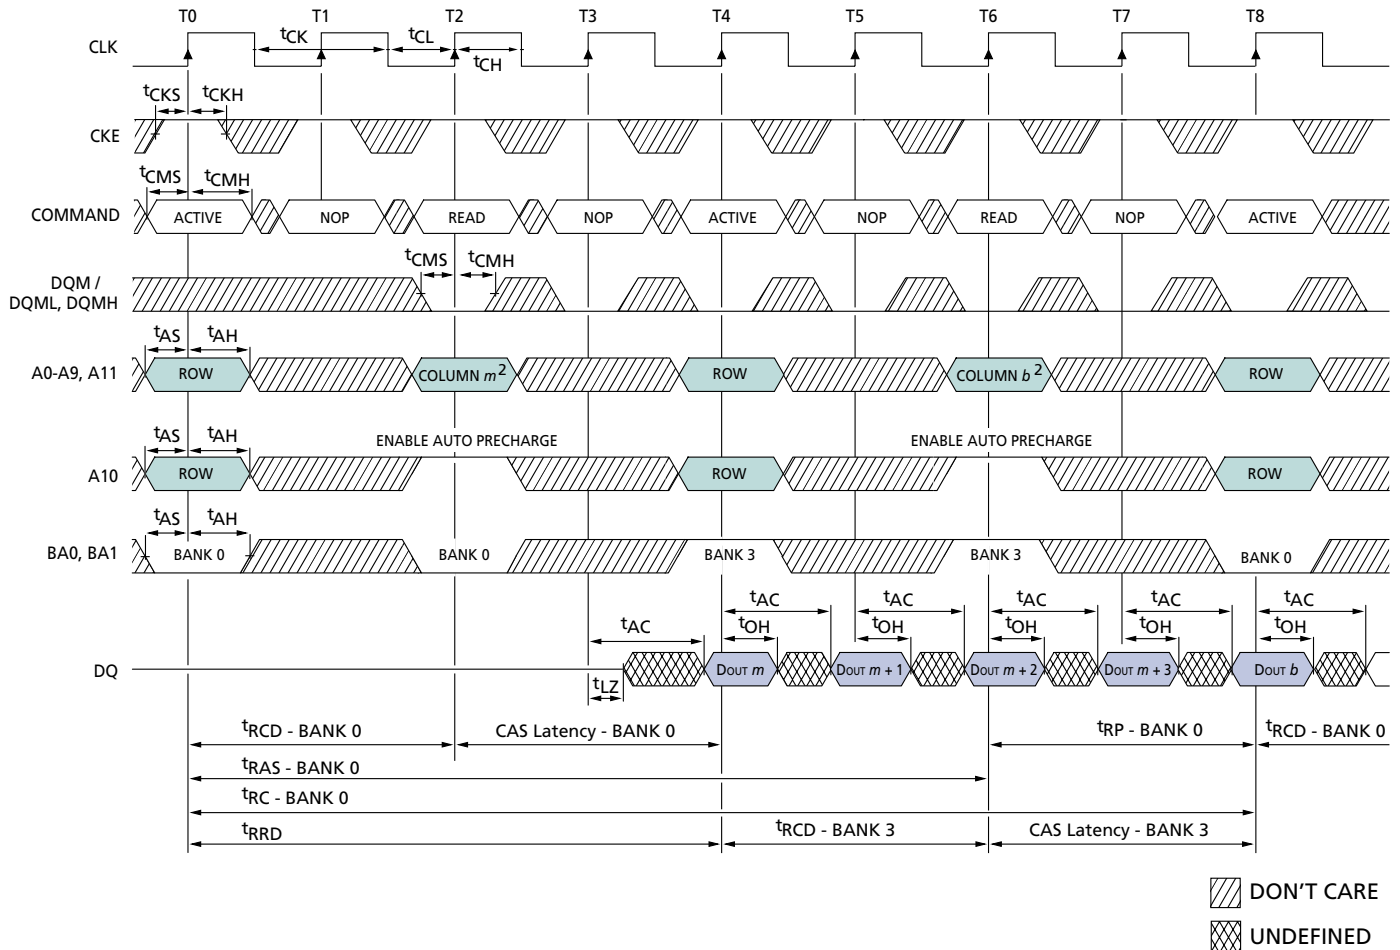 T0 T1 T2 T3 T4 T5 T6 T7 T8
CLK tCK tCL
tCH
tCKS tCKH
CKE
tCMS tCMH
COMMAND ACTIVE NOP READ NOP ACTIVE NOP READ NOP ACTIVE
tCMS tCMH
DQM /
DQML, DQMH
tAS tAH
A0-A9, A11 ROW COLUMN m2 ROW COLUMN b2 ROW
tAS tAH ENABLE AUTO PRECHARGE ENABLE AUTO PRECHARGE
A10 ROW ROW ROW
tAS tAH
BA0, BA1 BANK 0 BANK 0 BANK 3 BANK 3 BANK 0
tAC tAC tAC tAC tAC
tAC tOH tOH tOH tOH tOH
DQ DOUT m DOUT m + 1 DOUT m + 2 DOUT m + 3 DOUT b
tLZ
tRCD - BANK 0 CAS Latency - BANK 0 tRP - BANK 0 tRCD - BANK 0
tRAS - BANK 0
tRC - BANK 0
tRRD tRCD - BANK 3 CAS Latency - BANK 3
DON'T CARE
UNDEFINED